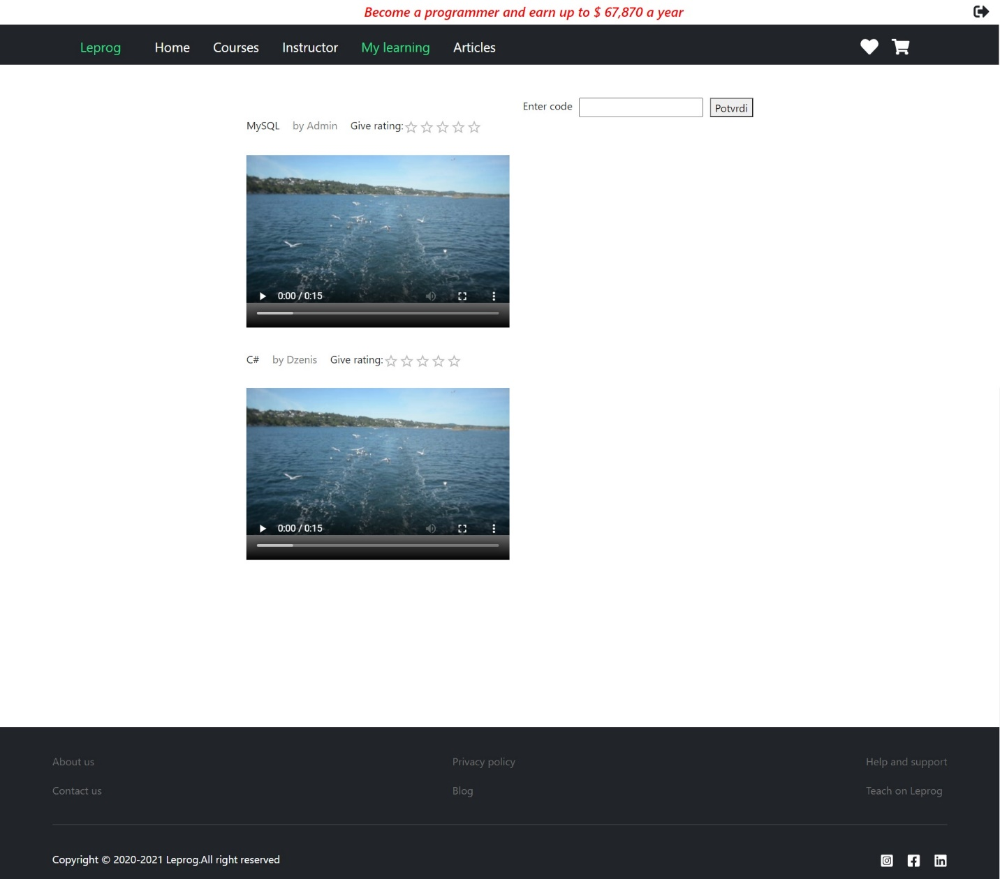 Become a programmer and earn up to $ 67,870 a year
Leprog Home Courses Instructor My learning Articles
Enter code Potvrdi
MySQL by Admin Give rating:
0:00 / 0:15
C# by Dzenis Give rating:
0:00 / 0:15
About us Privacy policy Help and support
Contact us Blog Teach on Leprog
Copyright © 2020-2021 Leprog.All right reserved